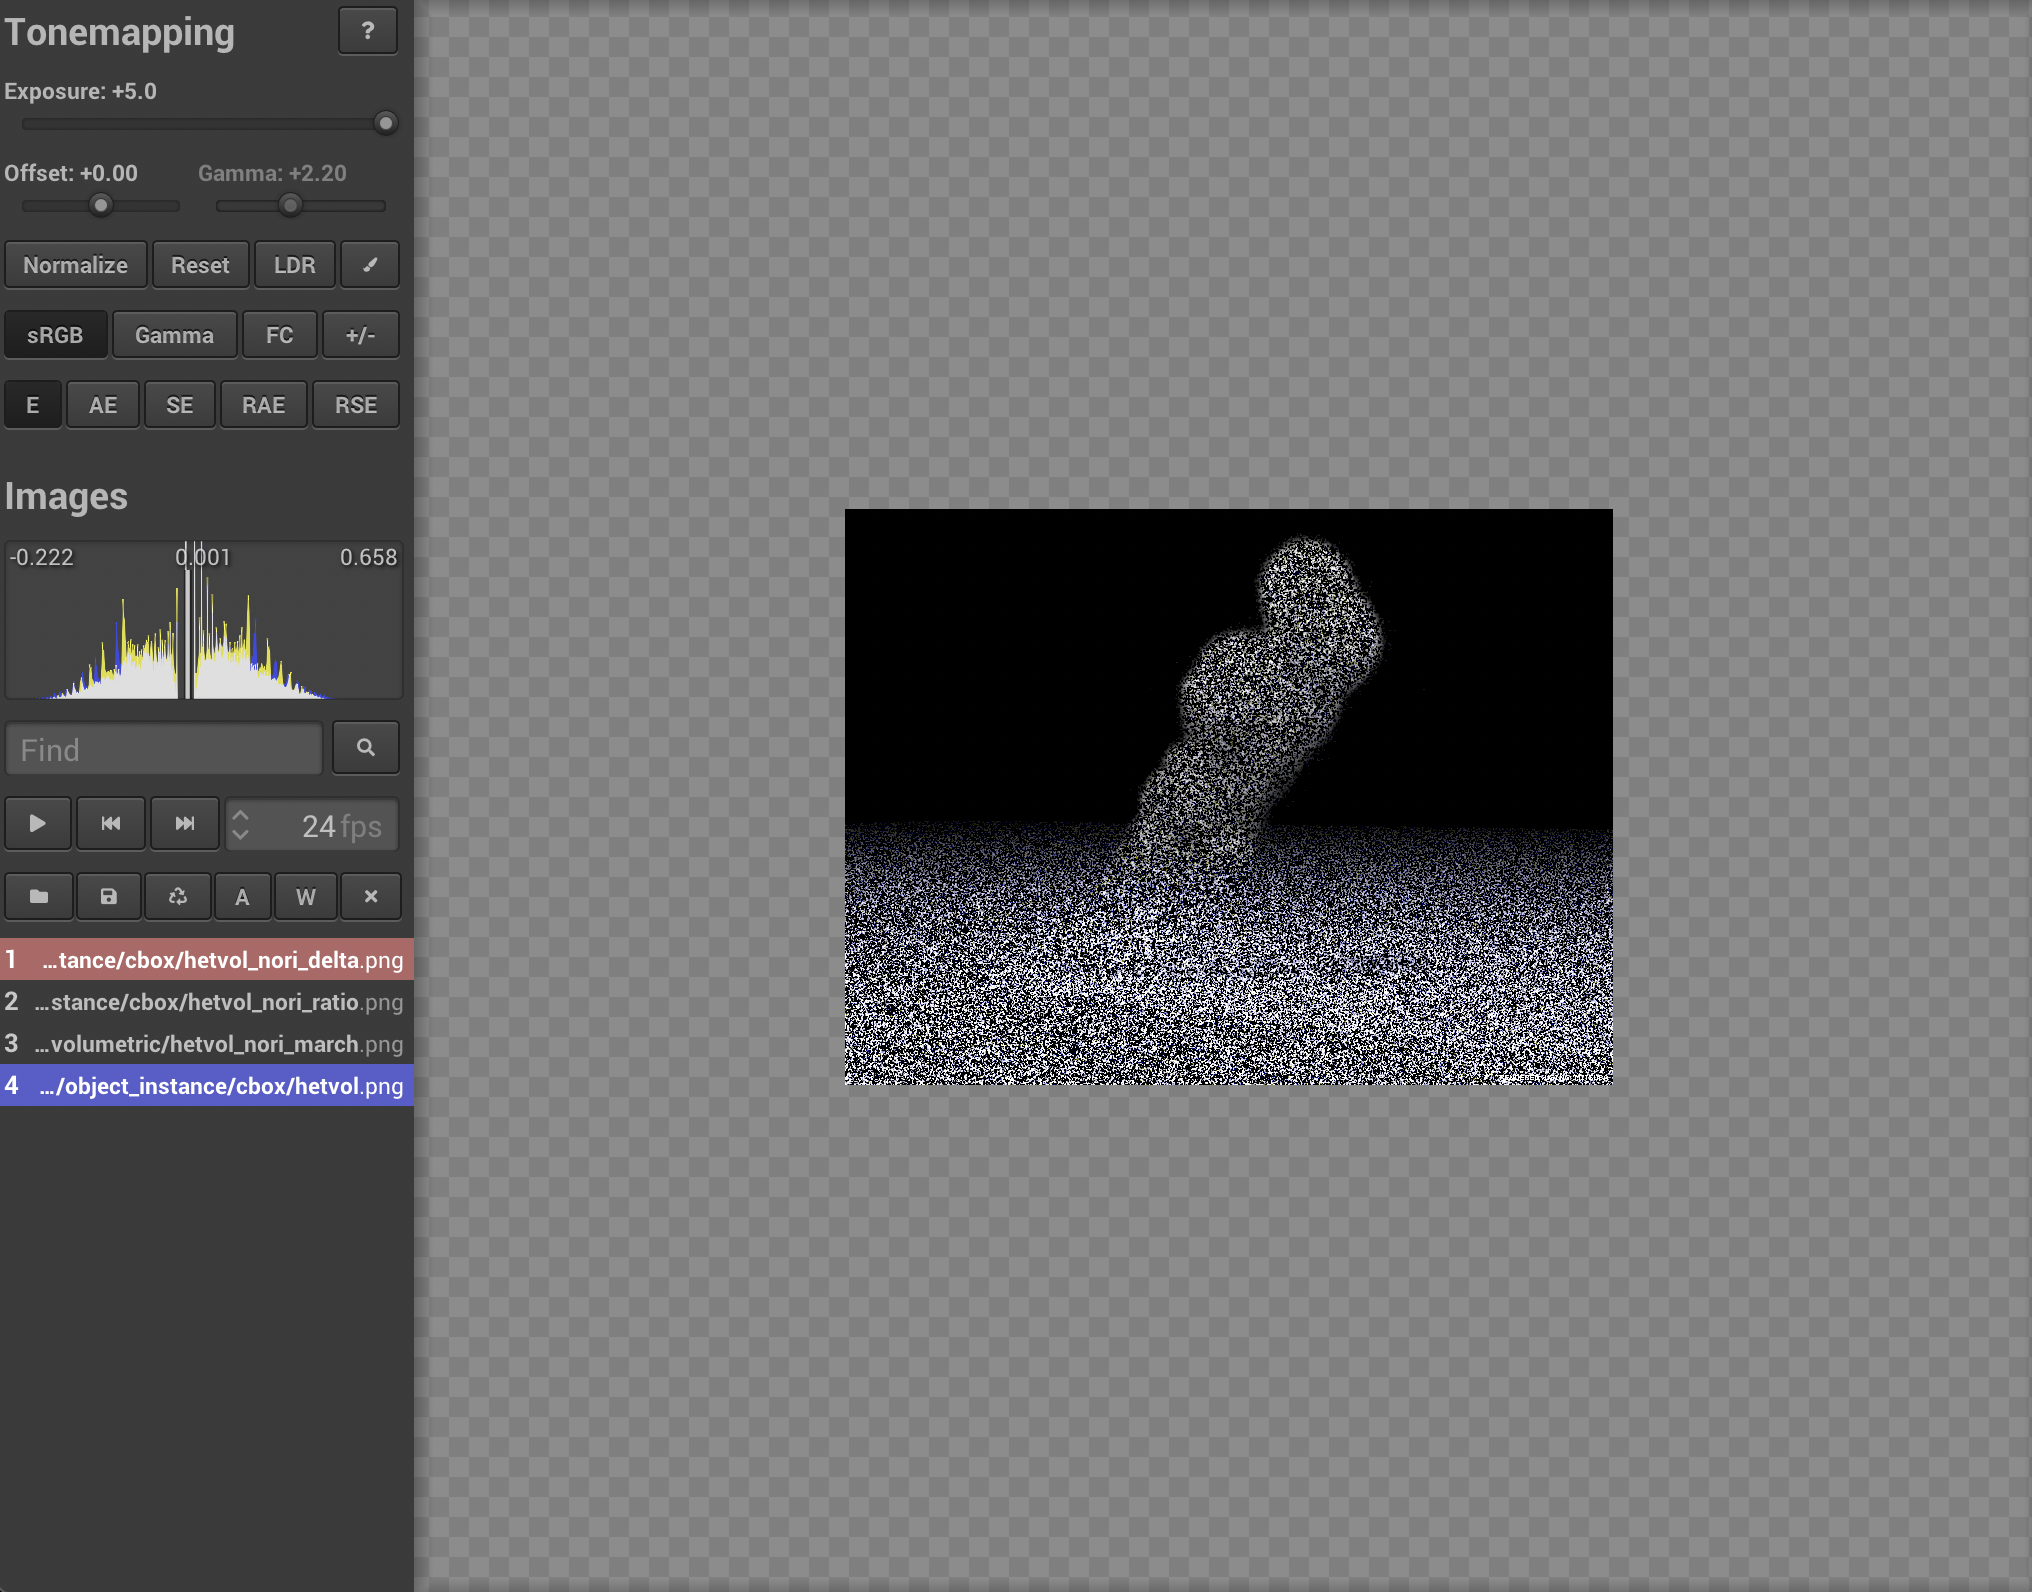 Tonemapping ?
Exposure: +5.0
Offset: +0.00 Gamma: +2.20
Normalize Reset LDR
sRGB Gamma FC +/-
E AE SE RAE RSE
Images
-0.222 0.001 0.658
Find
24 fps
A W
1 ...tance/cbox/hetvol_nori_delta.png
2 ...stance/cbox/hetvol_nori_ratio.png
3 ...volumetric/hetvol_nori_march.png
4 .../object_instance/cbox/hetvol.png